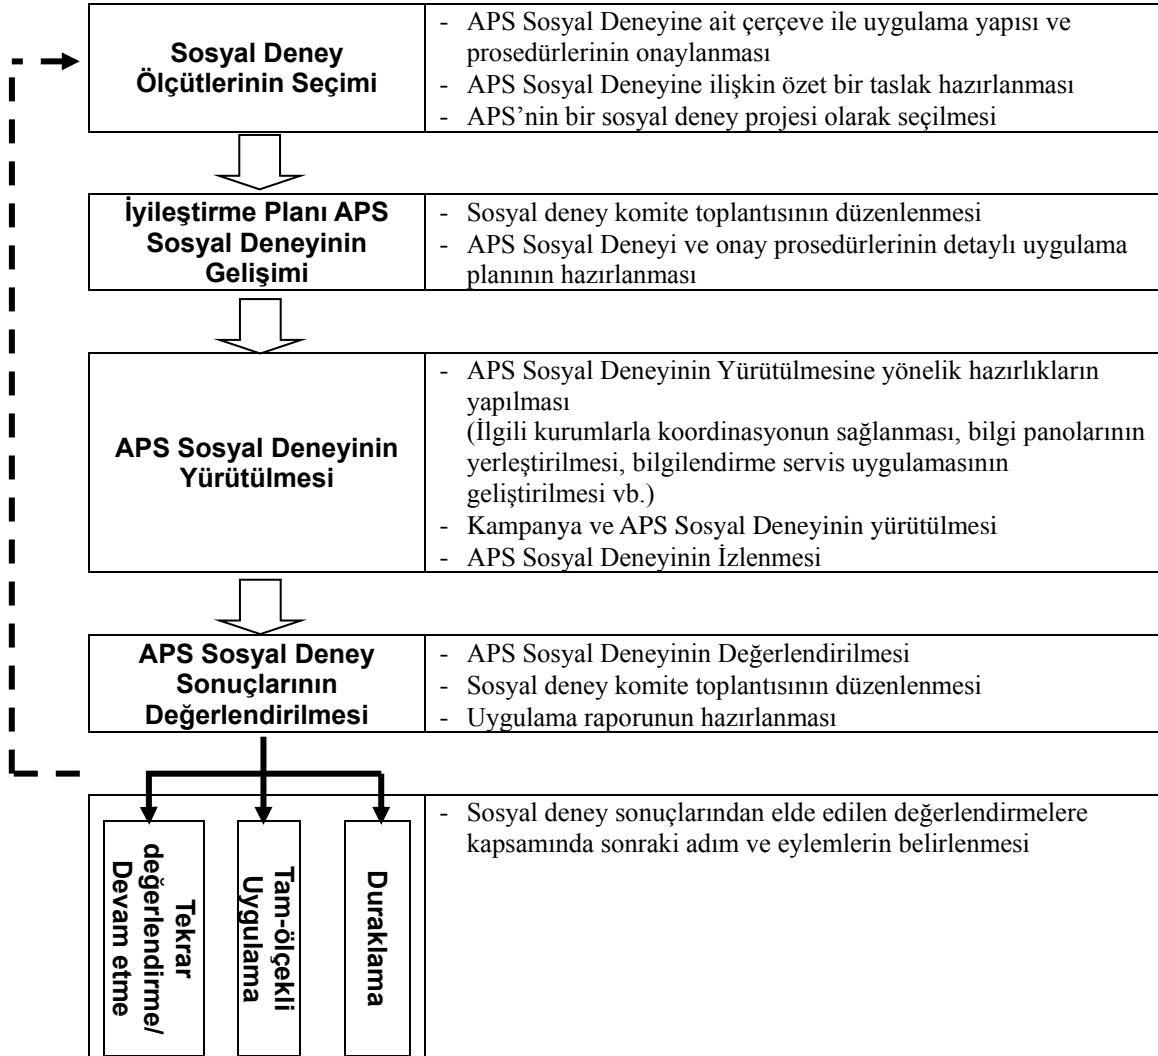 Sosyal Deney
Ölçütlerinin Seçimi
- APS Sosyal Deneyine ait çerçeve ile uygulama yapısı ve
prosedürlerinin onaylanması
- APS Sosyal Deneyine ilişkin özet bir taslak hazırlanması
- APS’nin bir sosyal deney projesi olarak seçilmesi
İyileştirme Planı APS
Sosyal Deneyinin
Gelişimi
- Sosyal deney komite toplantısının düzenlenmesi
- APS Sosyal Deneyi ve onay prosedürlerinin detaylı uygulama
planının hazırlanması
APS Sosyal Deneyinin
Yürütülmesi
- APS Sosyal Deneyinin Yürütülmesine yönelik hazırlıkların
yapılması
(İlgili kurumlarla koordinasyonun sağlanması, bilgi panolarının
yerleştirilmesi, bilgilendirme servis uygulamasının
geliştirilmesi vb.)
- Kampanya ve APS Sosyal Deneyinin yürütülmesi
- APS Sosyal Deneyinin İzlenmesi
APS Sosyal Deney
Sonuçlarının
Değerlendirilmesi
- APS Sosyal Deneyinin Değerlendirilmesi
- Sosyal deney komite toplantısının düzenlenmesi
- Uygulama raporunun hazırlanması
Tekrar
değerlendirme/
Devam etme
Tam-ölçekli
Uygulama
Duraklama
- Sosyal deney sonuçlarından elde edilen değerlendirmelere
kapsamında sonraki adım ve eylemlerin belirlenmesi